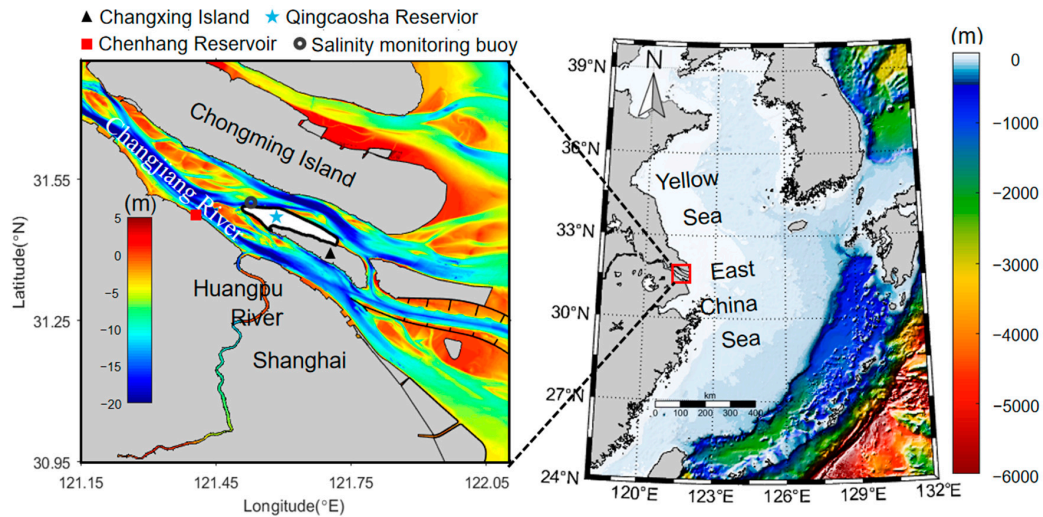 Changxing Island
Qingcaosha Reservior
Chenhang Reservoir
Salinity monitoring buoy
31.55
31.25
30.95
Latitude(°N)
121.15
121.45
121.75
122.05
Longitude(°E)
Chongming Island
Changjiang River
(m)
5
0
−5
−10
−15
−20
Huangpu
River
Shanghai
N
39°N
36°N
33°N
30°N
27°N
24°N
120°E
123°E
126°E
129°E
132°E
Yellow
Sea
East
China
Sea
km
0 100 200 300 400
(m)
0
−1000
−2000
−3000
−4000
−5000
−6000